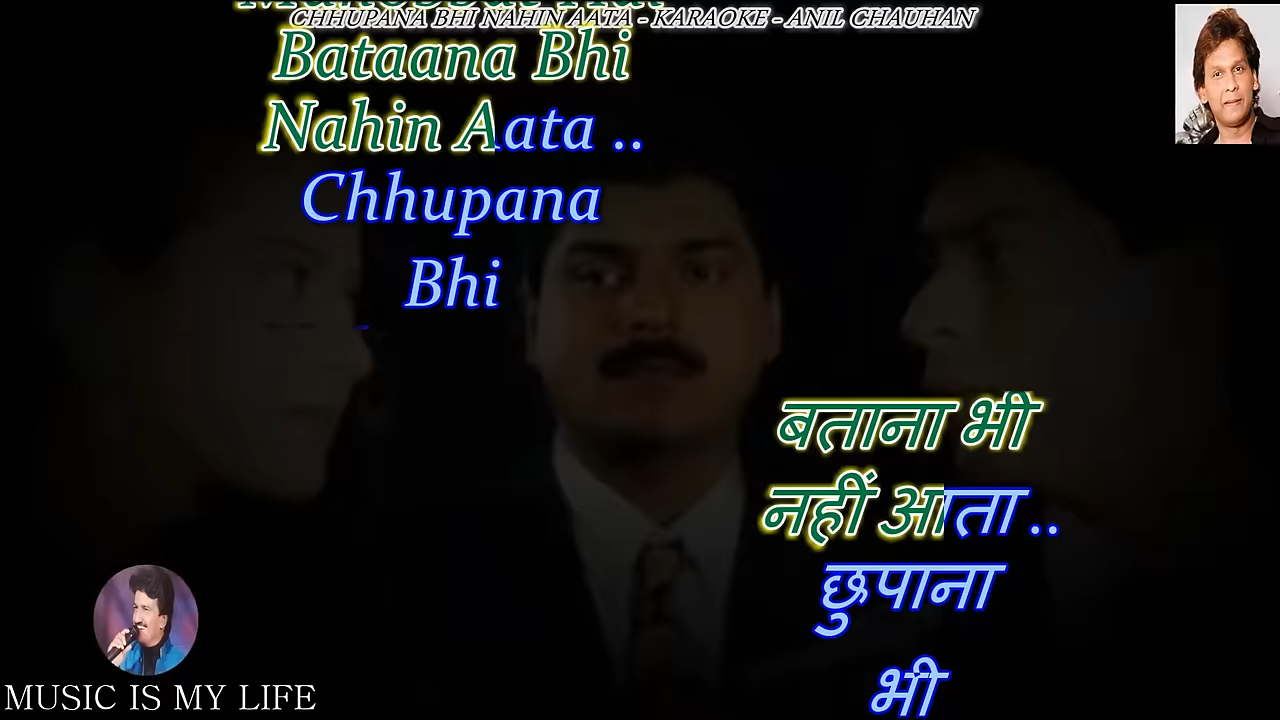 CHHUPANA BHI NAHIN AATA - KARAOKE - ANIL CHAUHAN
Bataana Bhi
Nahin Aata ..
Chhupana
Bhi
बताना भी
नहीं आता ..
छुपाना
भी
MUSIC IS MY LIFE